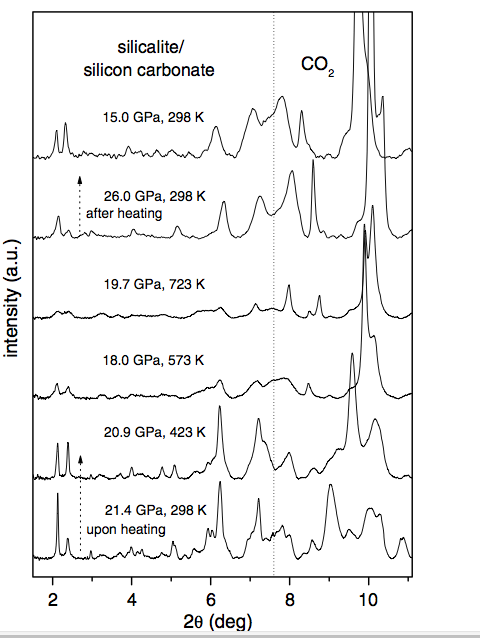 silicalite/
silicon carbonate
CO2
15.0 GPa, 298 K
26.0 GPa, 298 K
after heating
19.7 GPa, 723 K
18.0 GPa, 573 K
20.9 GPa, 423 K
21.4 GPa, 298 K
upon heating
intensity (a.u.)
2 4 6 8 10
2θ (deg)